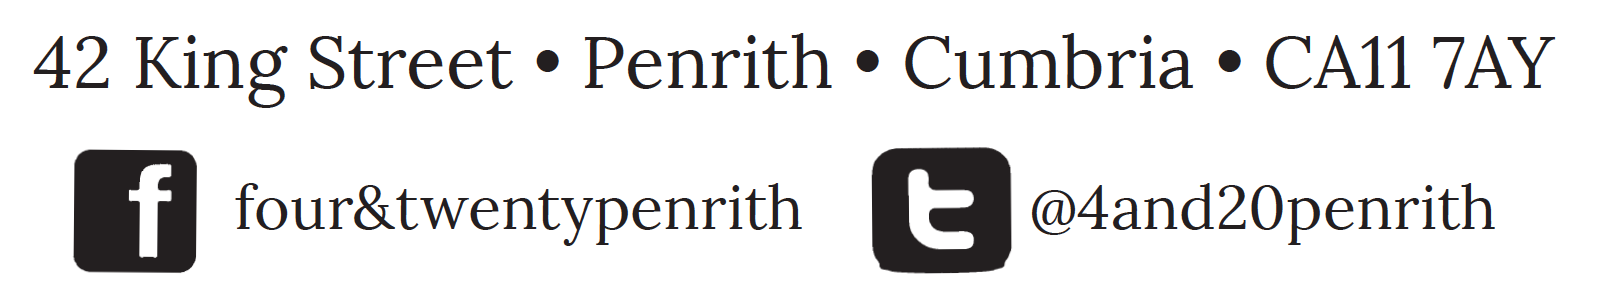 42 King Street • Penrith • Cumbria • CA11 7AY
f four&twentypenrith t @4and20penrith